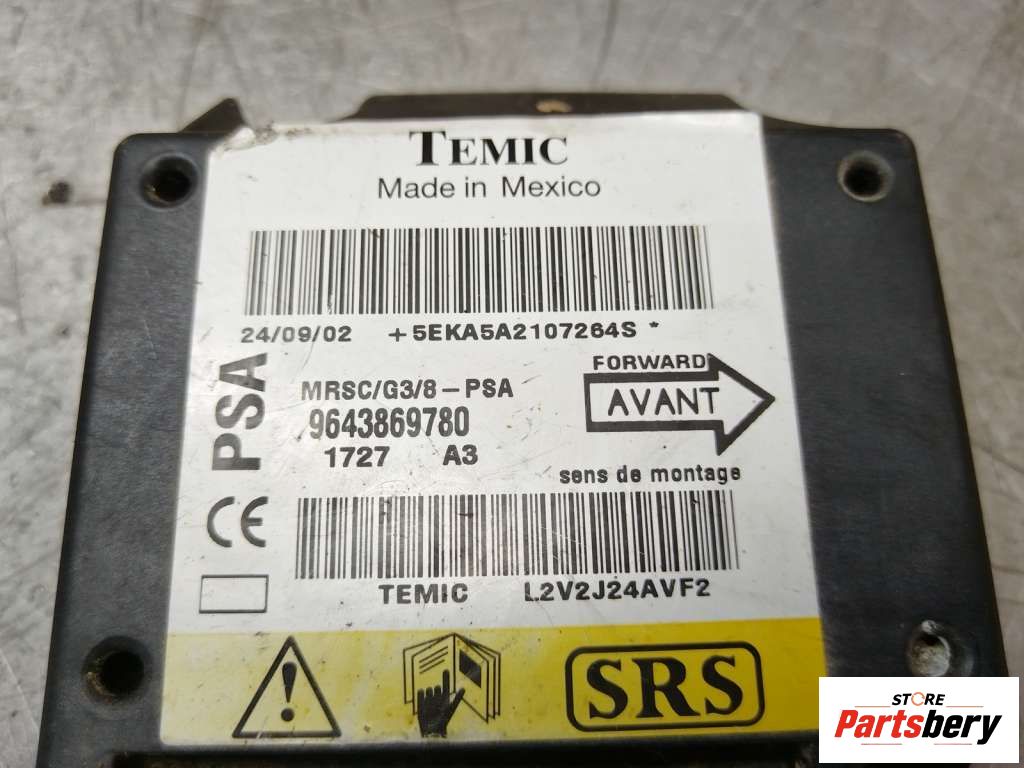 TEMIC
Made in Mexico
24/09/02 +5EKA5A2107264S *
PSA
MRSC/G3/8-PSA
9643869780
1727 A3
FORWARD
AVANT
sens de montage
CE
TEMIC L2V2J24AVF2
SRS
STORE
Partsbery